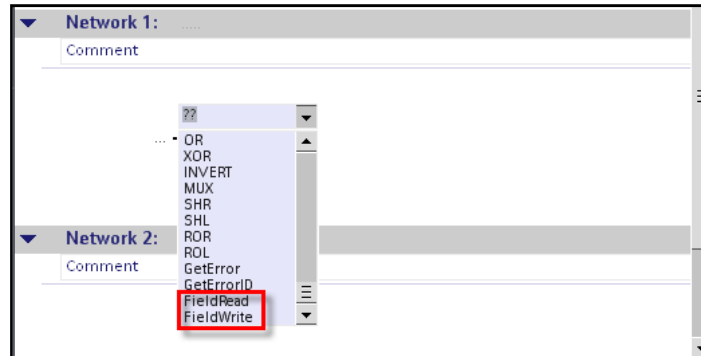 Network 1: .....
Comment
??
...
OR
XOR
INVERT
MUX
SHR
SHL
ROR
ROL
GetError
GetErrorID
FieldRead
FieldWrite
Network 2:
Comment